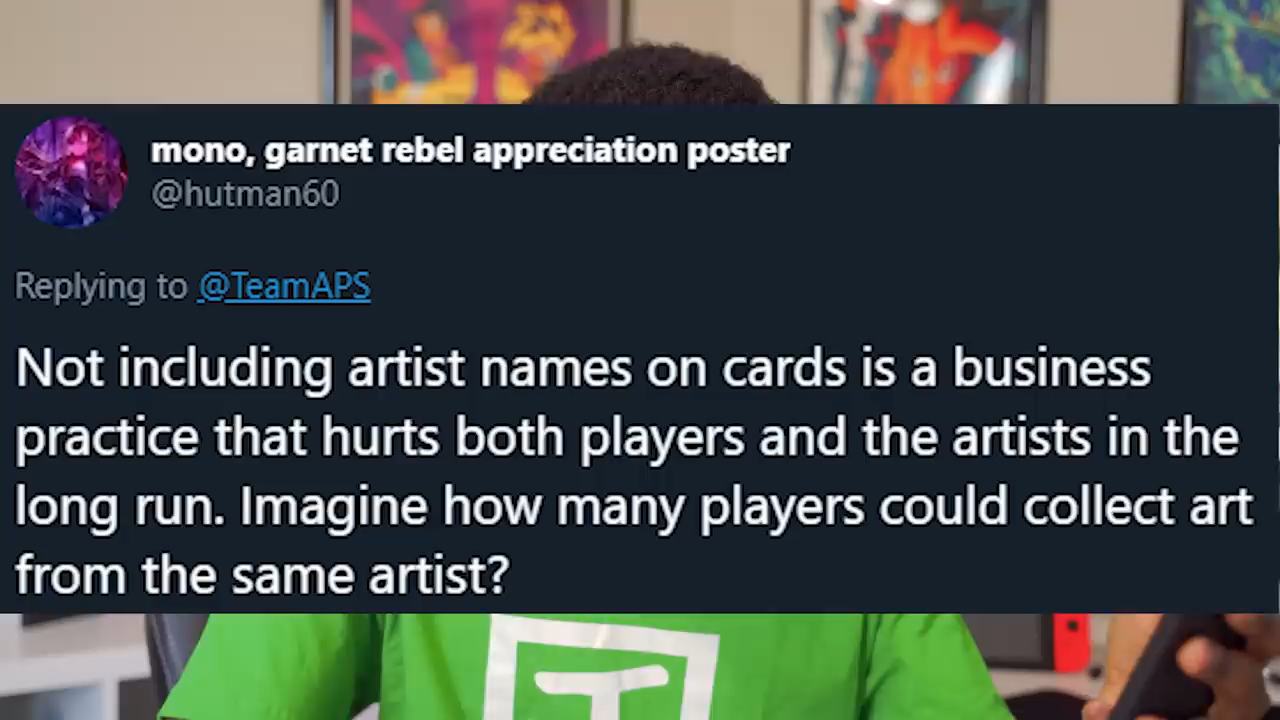 mono, garnet rebel appreciation poster
@hutman60
Replying to @TeamAPS
Not including artist names on cards is a business
practice that hurts both players and the artists in the
long run. Imagine how many players could collect art
from the same artist?